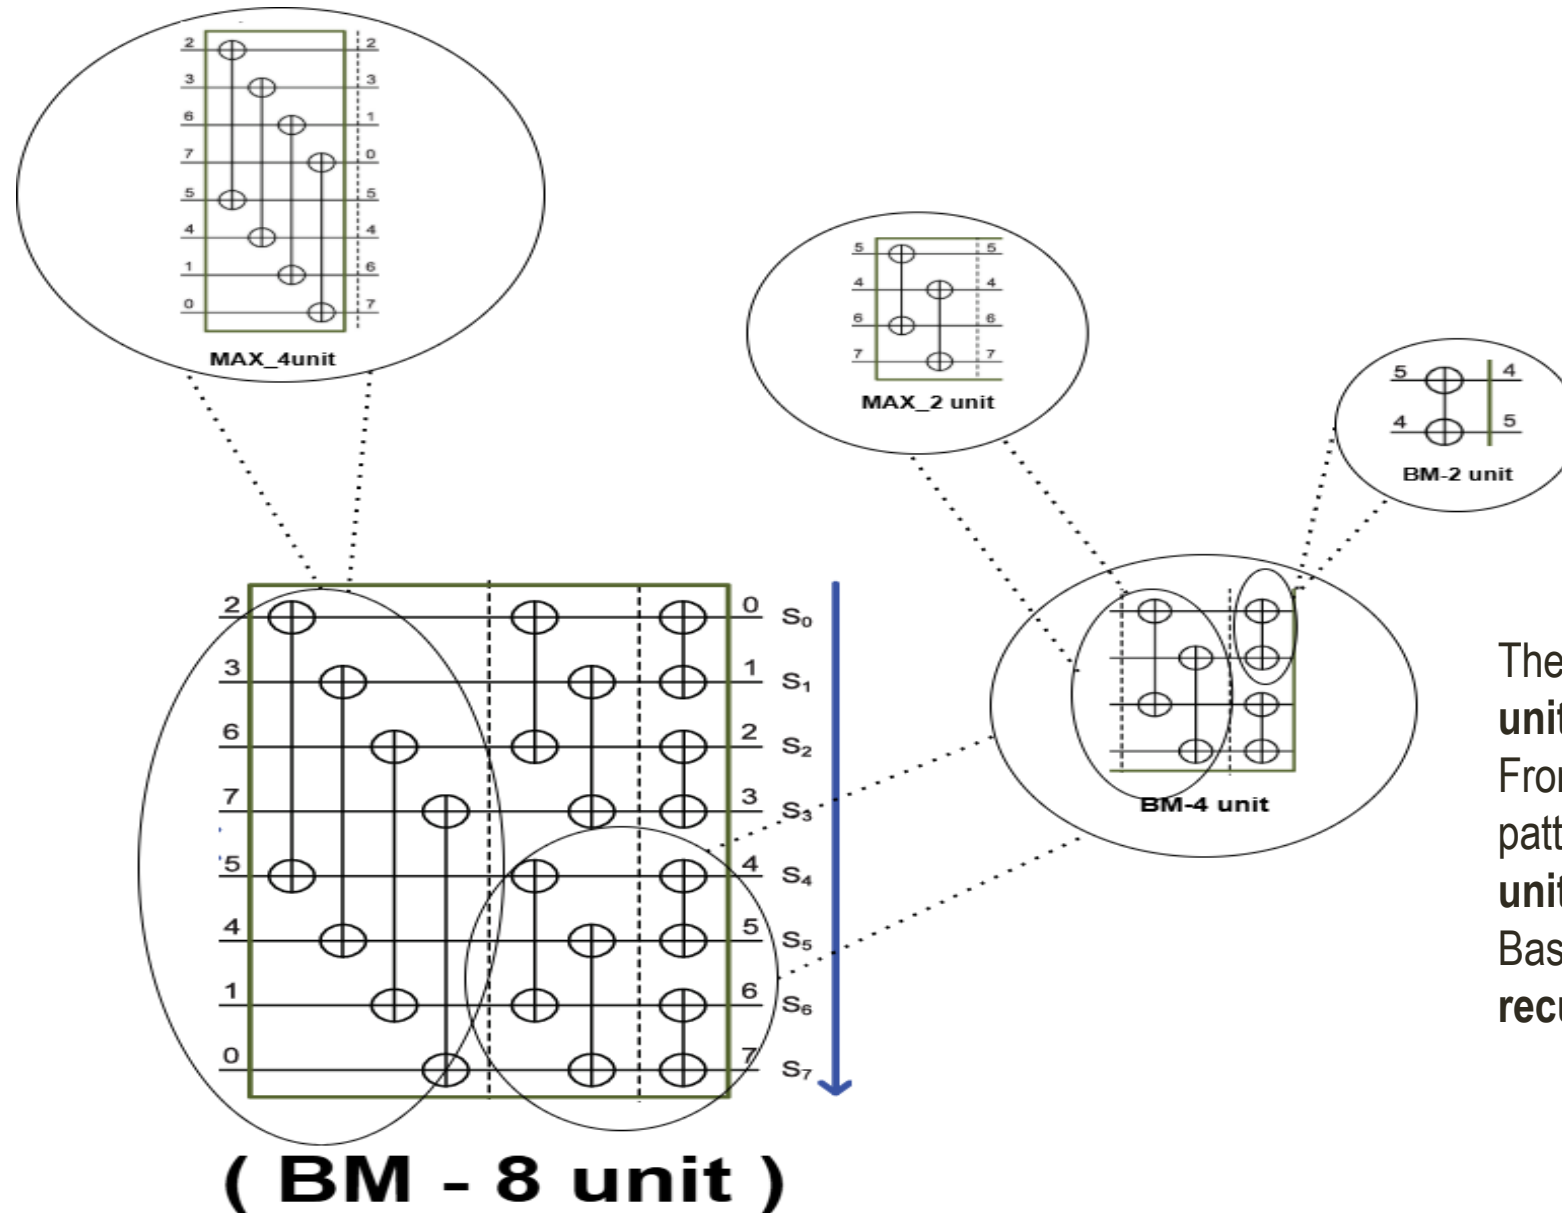 2 2
3 3
6 1
7 0
5 5
4 4
1 6
0 7
MAX_4unit
5 5
4 4
6 6
7 7
MAX_2 unit
5 4
4 5
BM-2 unit
2 0 S₀
3 1 S₁
6 2 S₂
7 3 S₃
5 4 S₄
4 5 S₅
1 6 S₆
0 7 S₇
( BM - 8 unit )
BM-4 unit
The
unit
patt
unit
Bas
recu